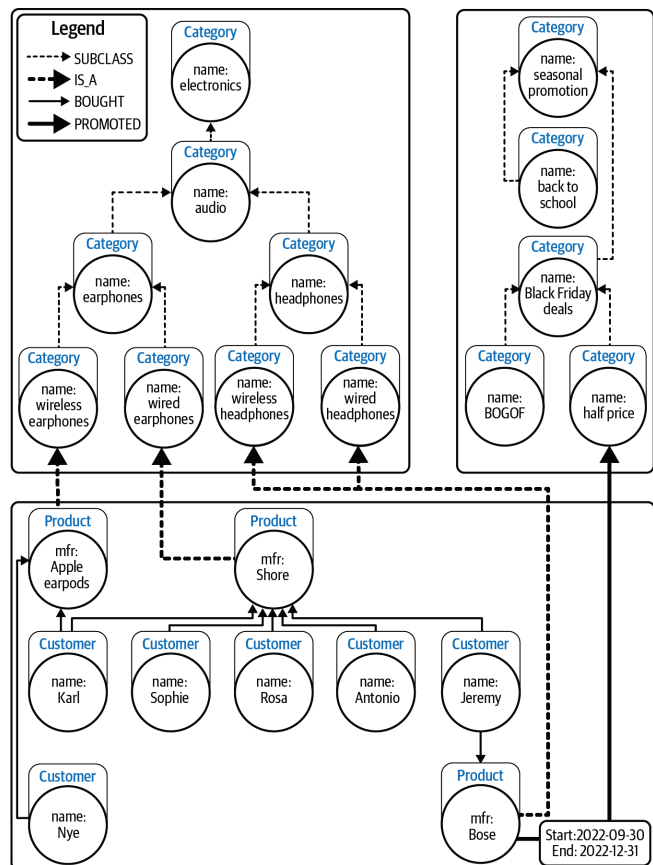 Legend
SUBCLASS
IS_A
BOUGHT
PROMOTED
Category
name:
electronics
Category
name:
audio
Category
name:
earphones
Category
name:
headphones
Category
name:
wireless
earphones
Category
name:
wired
earphones
Category
name:
wireless
headphones
Category
name:
wired
headphones
Category
name:
seasonal
promotion
Category
name:
back to
school
Category
name:
Black Friday
deals
Category
name:
BOGOF
Category
name:
half price
Product
mfr:
Apple
earpods
Product
mfr:
Shore
Customer
name:
Karl
Customer
name:
Sophie
Customer
name:
Rosa
Customer
name:
Antonio
Customer
name:
Jeremy
Customer
name:
Nye
Product
mfr:
Bose
Start:2022-09-30
End: 2022-12-31